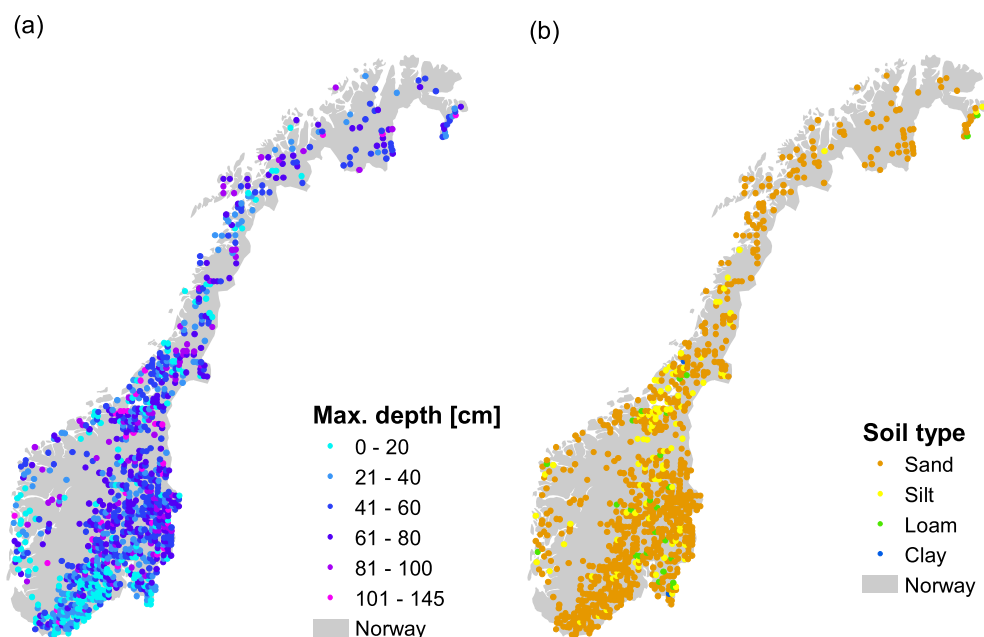 (a)
(b)
Max. depth [cm]
0 - 20
21 - 40
41 - 60
61 - 80
81 - 100
101 - 145
Norway
Soil type
Sand
Silt
Loam
Clay
Norway